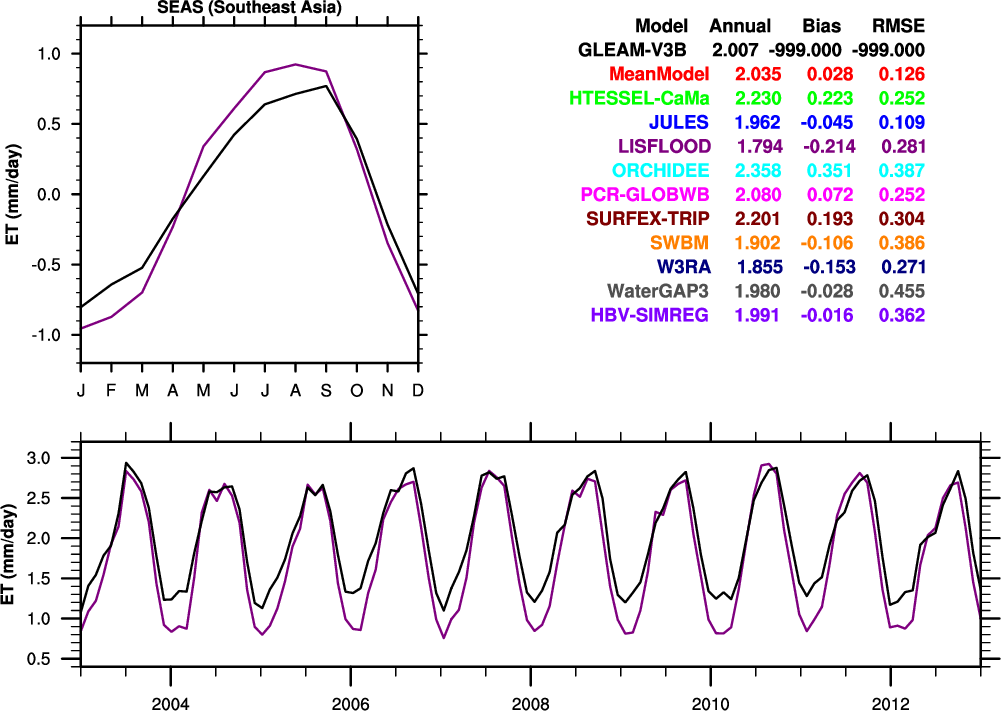 SEAS (Southeast Asia)
ET (mm/day)
1.0
0.5
0.0
-0.5
-1.0
J F M A M J J A S O N D
Model Annual Bias RMSE
GLEAM-V3B 2.007 -999.000 -999.000
MeanModel 2.035 0.028 0.126
HTESSEL-CaMa 2.230 0.223 0.252
JULES 1.962 -0.045 0.109
LISFLOOD 1.794 -0.214 0.281
ORCHIDEE 2.358 0.351 0.387
PCR-GLOBWB 2.080 0.072 0.252
SURFEX-TRIP 2.201 0.193 0.304
SWBM 1.902 -0.106 0.386
W3RA 1.855 -0.153 0.271
WaterGAP3 1.980 -0.028 0.455
HBV-SIMREG 1.991 -0.016 0.362
ET (mm/day)
3.0
2.5
2.0
1.5
1.0
0.5
2004 2006 2008 2010 2012